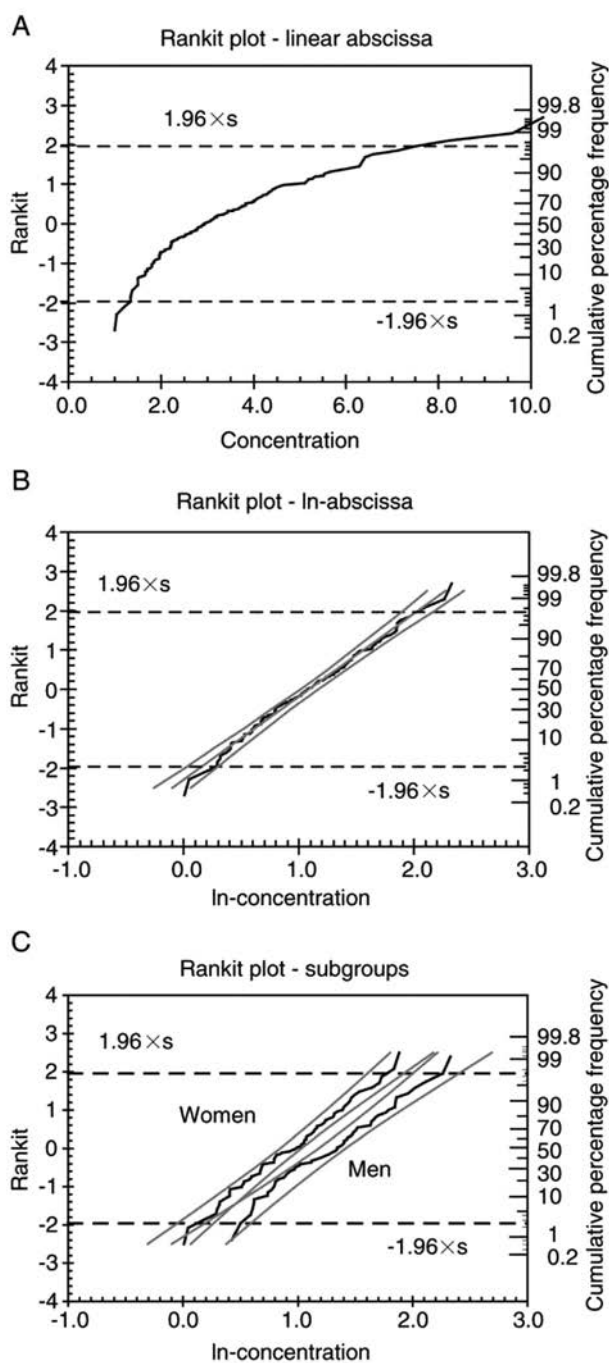 A
Rankit plot - linear abscissa
4
3
2
1
0
-1
-2
-3
-4
Rankit
1.96×s
-1.96×s
99.8
99
90
70
50
30
10
1
0.2
Cumulative percentage frequency
0.0 2.0 4.0 6.0 8.0 10.0
Concentration
B
Rankit plot - ln-abscissa
4
3
2
1
0
-1
-2
-3
-4
Rankit
1.96×s
-1.96×s
99.8
99
90
70
50
30
10
1
0.2
Cumulative percentage frequency
-1.0 0.0 1.0 2.0 3.0
ln-concentration
C
Rankit plot - subgroups
4
3
2
1
0
-1
-2
-3
-4
Rankit
1.96×s
Women
Men
-1.96×s
99.8
99
90
70
50
30
10
1
0.2
Cumulative percentage frequency
-1.0 0.0 1.0 2.0 3.0
ln-concentration